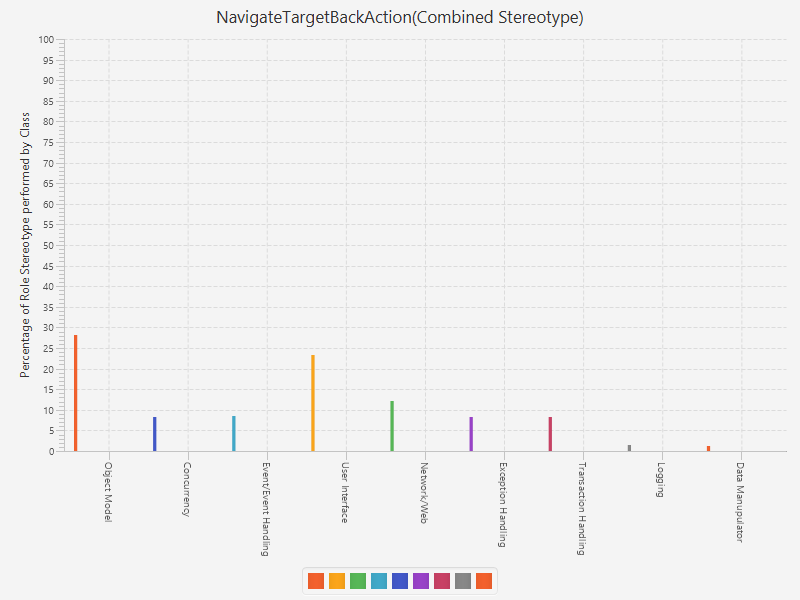 NavigateTargetBackAction(Combined Stereotype)
Percentage of Role Stereotype performed by Class
100
95
90
85
80
75
70
65
60
55
50
45
40
35
30
25
20
15
10
5
0
Object Model
Concurrency
Event/Event Handling
User Interface
Network/Web
Exception Handling
Transaction Handling
Logging
Data Manupulator